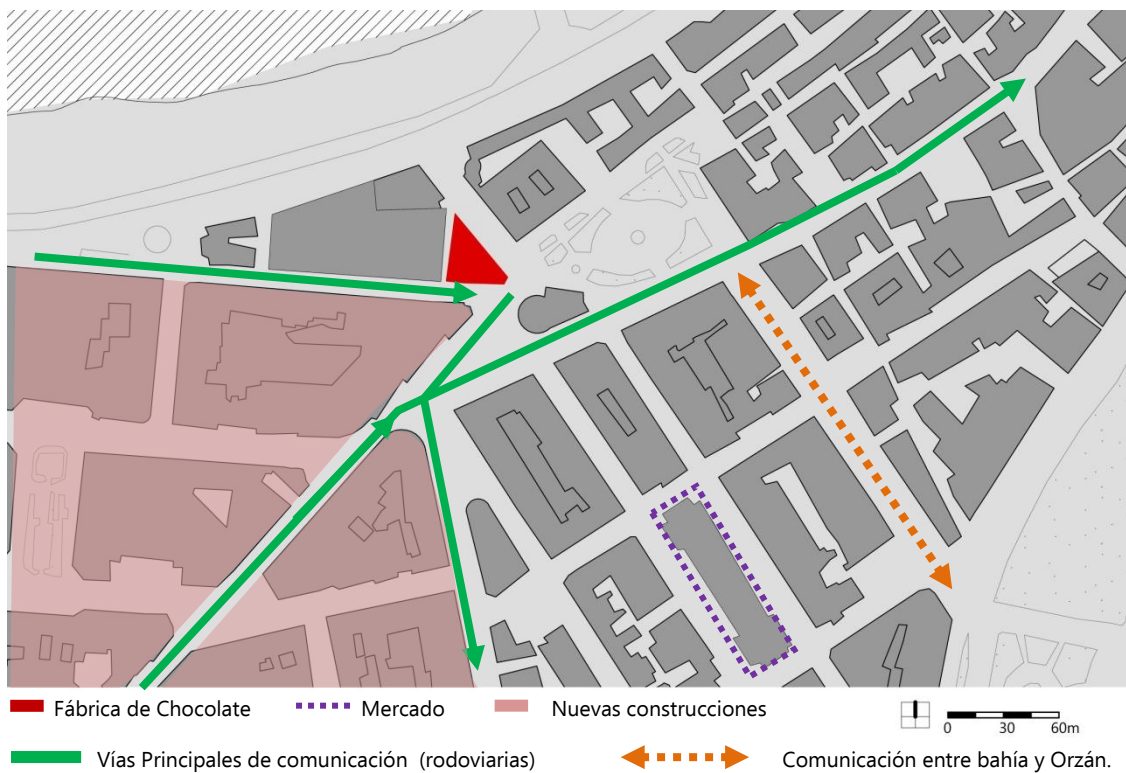 Fábrica de Chocolate Mercado Nuevas construcciones
0 30 60m
Vías Principales de comunicación (rodoviarias) Comunicación entre bahía y Orzán.